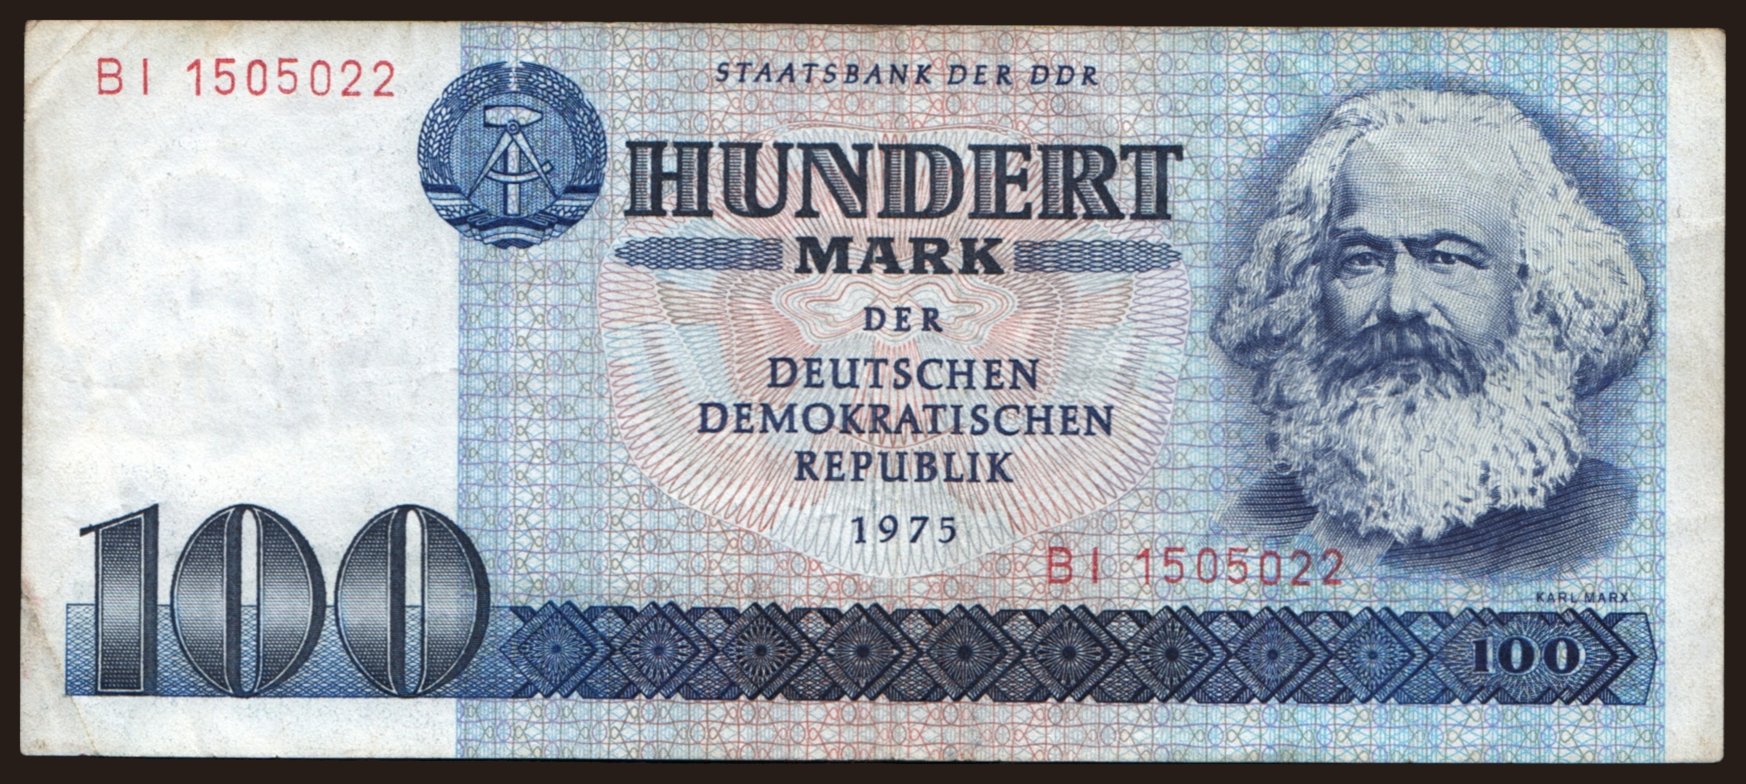 BI 1505022
STAATSBANK DER DDR
HUNDERT
MARK
DER
DEUTSCHEN
DEMOKRATISCHEN
REPUBLIK
1975
BI 1505022
KARL MARX
100
100